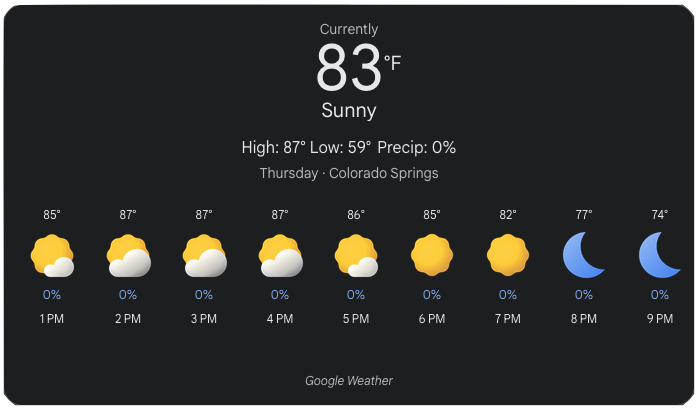 Currently
83°F
Sunny
High: 87° Low: 59° Precip: 0%
Thursday · Colorado Springs
85° 87° 87° 87° 86° 85° 82° 77° 74°
0% 0% 0% 0% 0% 0% 0% 0% 0%
1 PM 2 PM 3 PM 4 PM 5 PM 6 PM 7 PM 8 PM 9 PM
Google Weather